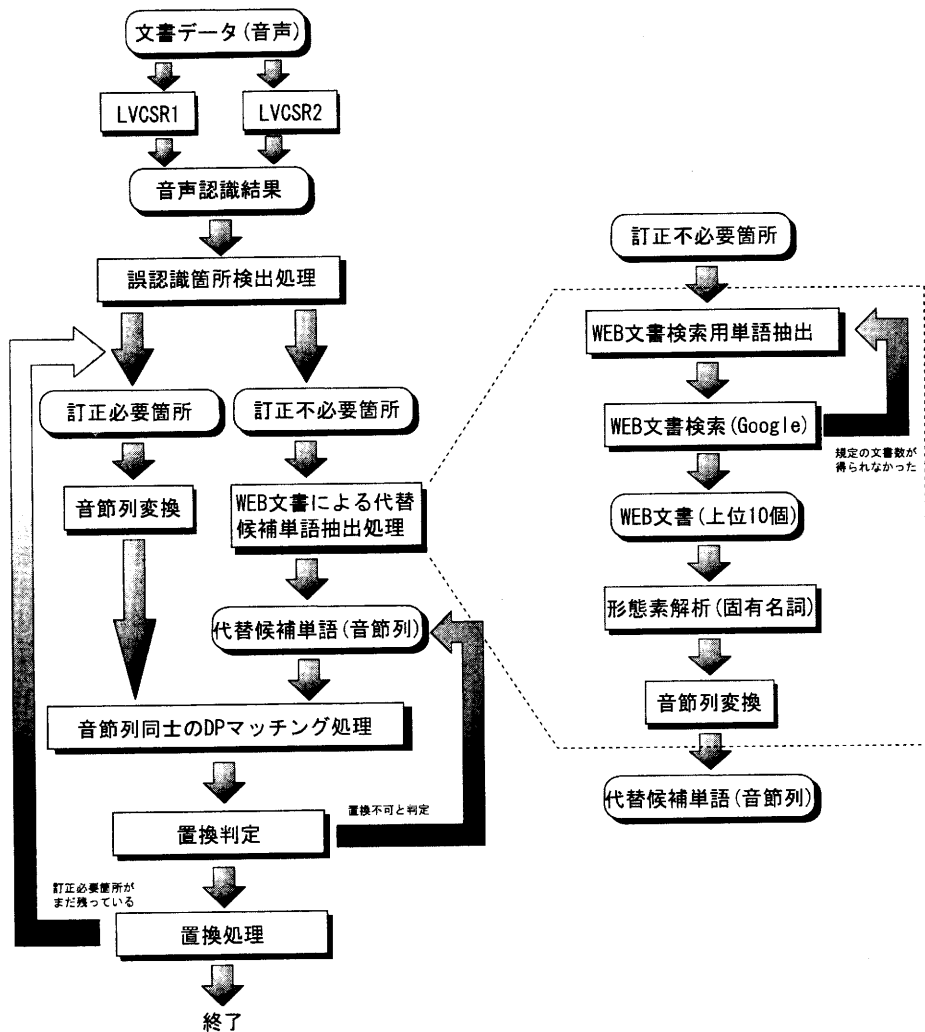 文書データ(音声)
LVCSR1
LVCSR2
音声認識結果
誤認識箇所検出処理
訂正必要箇所
訂正不必要箇所
音節列変換
WEB文書による代替
候補単語抽出処理
代替候補単語(音節列)
音節列同士のDPマッチング処理
置換判定
置換不可と判定
訂正必要箇所が
まだ残っている
置換処理
終了
訂正不必要箇所
WEB文書検索用単語抽出
WEB文書検索(Google)
規定の文書数が
得られなかった
WEB文書(上位10個)
形態素解析(固有名詞)
音節列変換
代替候補単語(音節列)